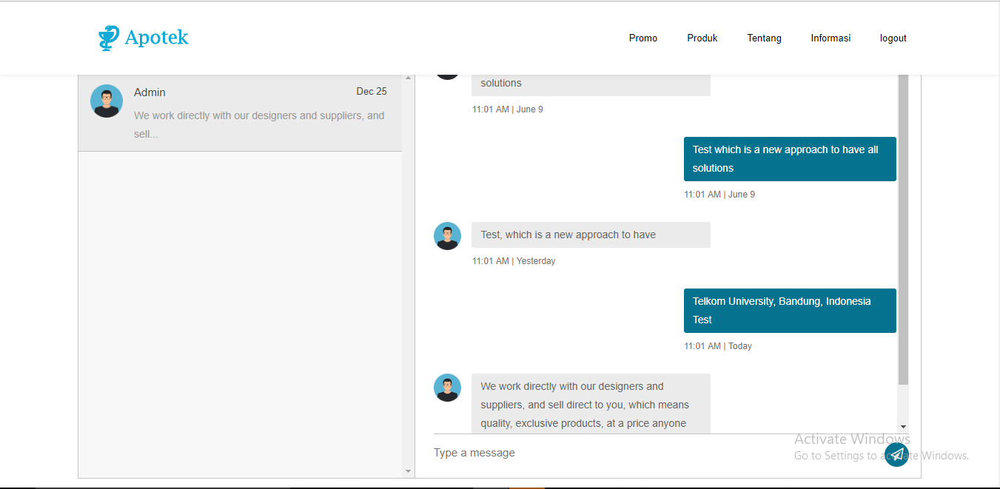 Apotek
Promo Produk Tentang Informasi logout
Admin Dec 25
We work directly with our designers and suppliers, and
sell...
solutions
11:01 AM | June 9
Test which is a new approach to have all
solutions
11:01 AM | June 9
Test, which is a new approach to have
11:01 AM | Yesterday
Telkom University, Bandung, Indonesia
Test
11:01 AM | Today
We work directly with our designers and
suppliers, and sell direct to you, which means
quality, exclusive products, at a price anyone
Type a message
Activate Windows
Go to Settings to activate Windows.